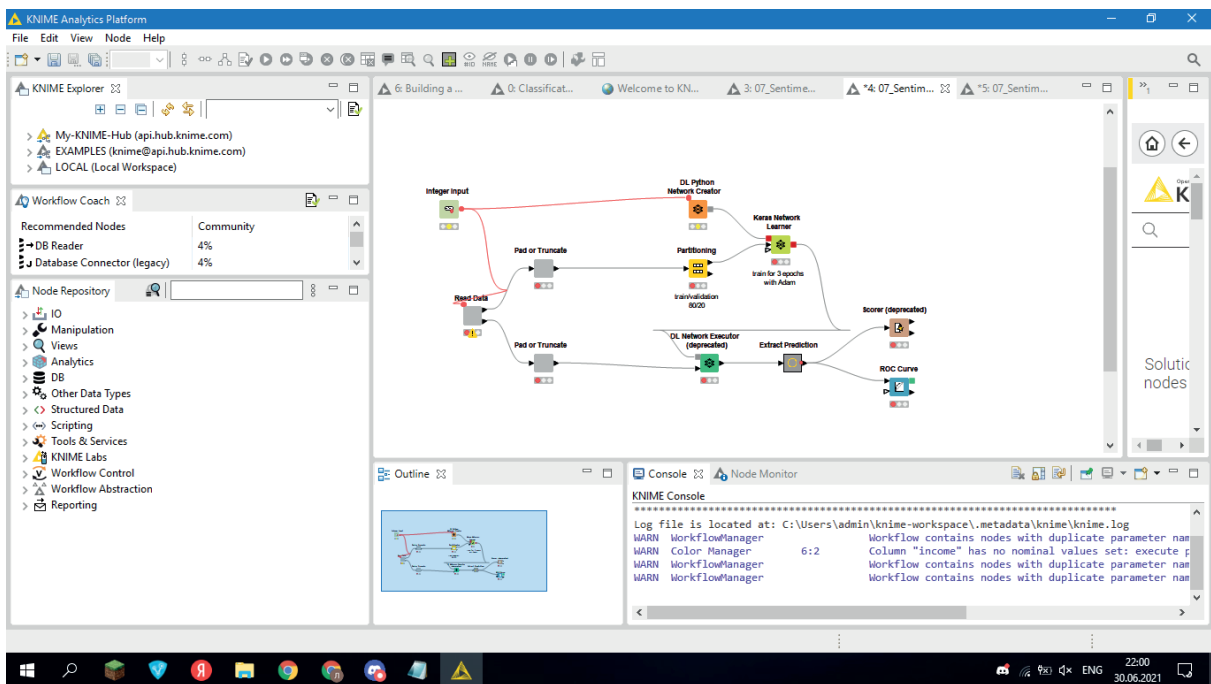 KNIME Analytics Platform
File Edit View Node Help
KNIME Explorer
My-KNIME-Hub (api.hub.knime.com)
EXAMPLES (knime@api.hub.knime.com)
LOCAL (Local Workspace)
Workflow Coach
Recommended Nodes Community
DB Reader 4%
Database Connector (legacy) 4%
Node Repository
IO
Manipulation
Views
Analytics
DB
Other Data Types
Structured Data
Scripting
Tools & Services
KNIME Labs
Workflow Control
Workflow Abstraction
Reporting
6: Building a ... 0: Classificat... Welcome to KN... 3: 07_Sentime... *4: 07_Sentim... *5: 07_Sentim...
Integer Input
DL Python
Network Creator
Keras Network
Learner
train for 3 epochs
with Adam
Pad or Truncate
Partitioning
train/validation
80/20
Read Data
Pad or Truncate
DL Network Executor
(deprecated)
Extract Prediction
Scorer (deprecated)
ROC Curve
Open
K
Solutic
nodes
Outline
Console Node Monitor
KNIME Console
Log file is located at: C:\Users\admin\knime-workspace\.metadata\knime\knime.log
WARN WorkflowManager Workflow contains nodes with duplicate parameter nam
WARN Color Manager 6:2 Column "income" has no nominal values set: execute p
WARN WorkflowManager Workflow contains nodes with duplicate parameter nam
WARN WorkflowManager Workflow contains nodes with duplicate parameter nam
ENG
22:00
30.06.2021